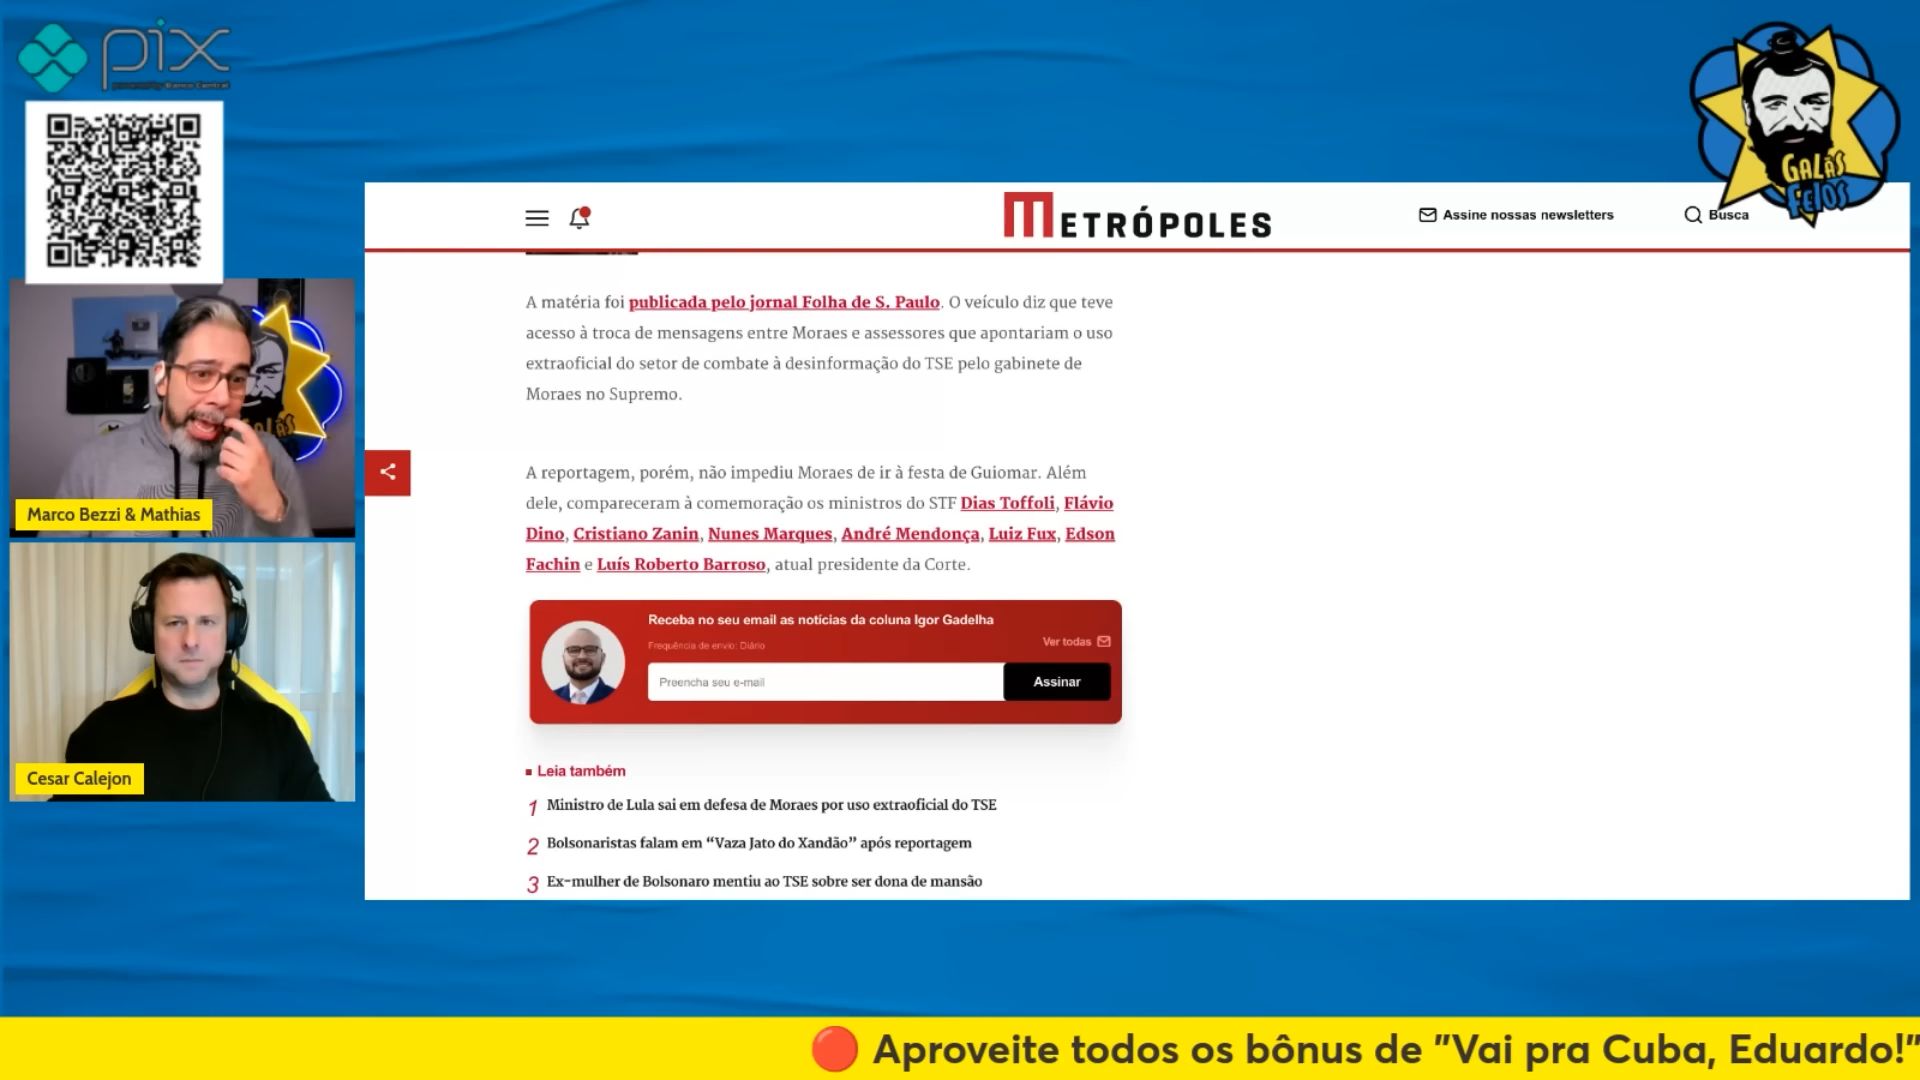 pix
powered by Banco Central
GALÃS
FEIOS
METRÓPOLES
Assine nossas newsletters
Busca
A matéria foi publicada pelo jornal Folha de S. Paulo. O veículo diz que teve
acesso à troca de mensagens entre Moraes e assessores que apontariam o uso
extraoficial do setor de combate à desinformação do TSE pelo gabinete de
Moraes no Supremo.
A reportagem, porém, não impediu Moraes de ir à festa de Guiomar. Além
dele, compareceram à comemoração os ministros do STF Dias Toffoli, Flávio
Dino, Cristiano Zanin, Nunes Marques, André Mendonça, Luiz Fux, Edson
Fachin e Luís Roberto Barroso, atual presidente da Corte.
Receba no seu email as notícias da coluna Igor Gadelha
Frequência de envio: Diário
Ver todas
Preencha seu e-mail
Assinar
Leia também
1 Ministro de Lula sai em defesa de Moraes por uso extraoficial do TSE
2 Bolsonaristas falam em “Vaza Jato do Xandão” após reportagem
3 Ex-mulher de Bolsonaro mentiu ao TSE sobre ser dona de mansão
Marco Bezzi & Mathias
Cesar Calejon
Aproveite todos os bônus de "Vai pra Cuba, Eduardo!"